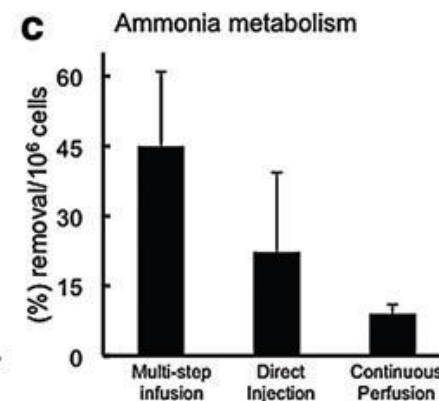 c
Ammonia metabolism
(%) removal/10⁶ cells
60
45
30
15
0
Multi-step
infusion
Direct
Injection
Continuous
Perfusion